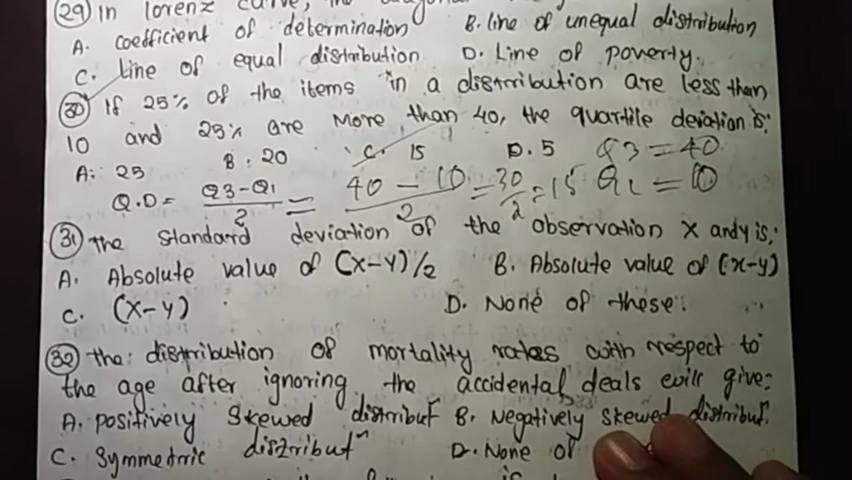 29 In Lorenz curve, the
A. coefficient of determination B. line of unequal distribution
C. line of equal distribution D. Line of poverty.
30 If 25% of the items in a distribution are less than
10 and 25% are more than 40, the quartile deviation is:
A: 25 B. 20 C. 15 D. 5 Q3 = 40
Q.D = Q3-Q1/2 = 40-10/2 = 30/2 = 15 Q1 = 10
31 The standard deviation of the observation x and y is:
A. Absolute value of (x-y)/2 B. Absolute value of (x-y)
C. (x-y) D. None of these.
32 the distribution of mortality rates with respect to
the age after ignoring the accidental deals will give:
A. positively skewed distribut B. Negatively skewed distribut.
C. Symmetric distribut D. None of